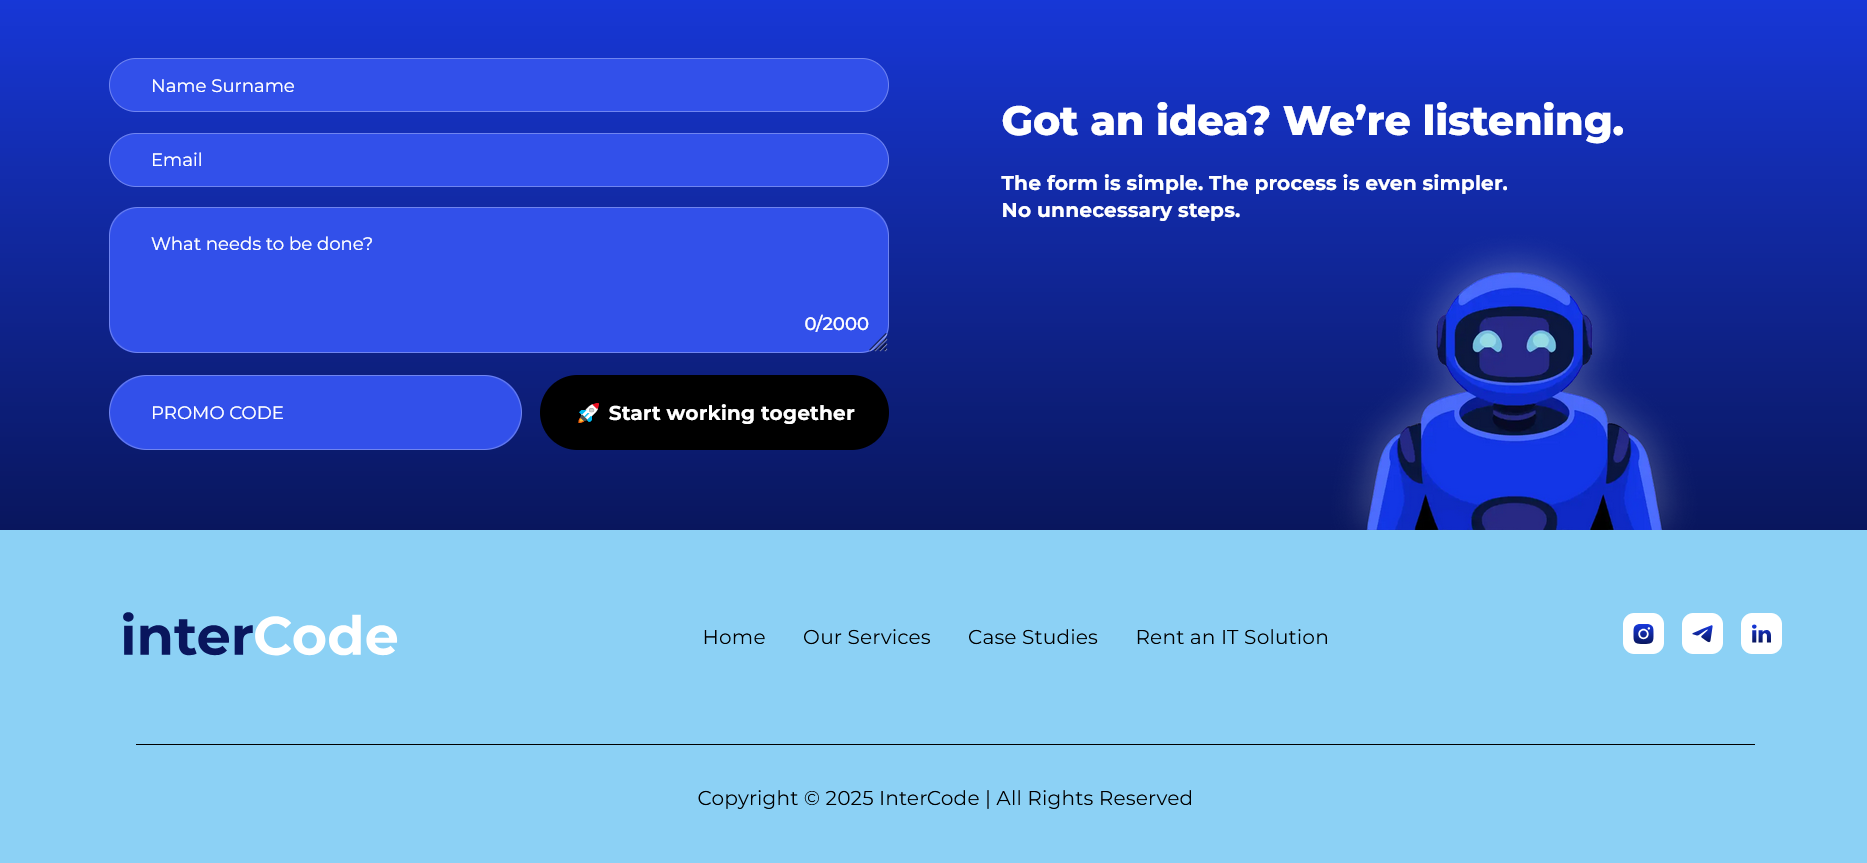 Name Surname
Email
What needs to be done?
0/2000
PROMO CODE
🚀 Start working together
Got an idea? We’re listening.
The form is simple. The process is even simpler.
No unnecessary steps.
interCode
Home
Our Services
Case Studies
Rent an IT Solution
in
Copyright © 2025 InterCode | All Rights Reserved